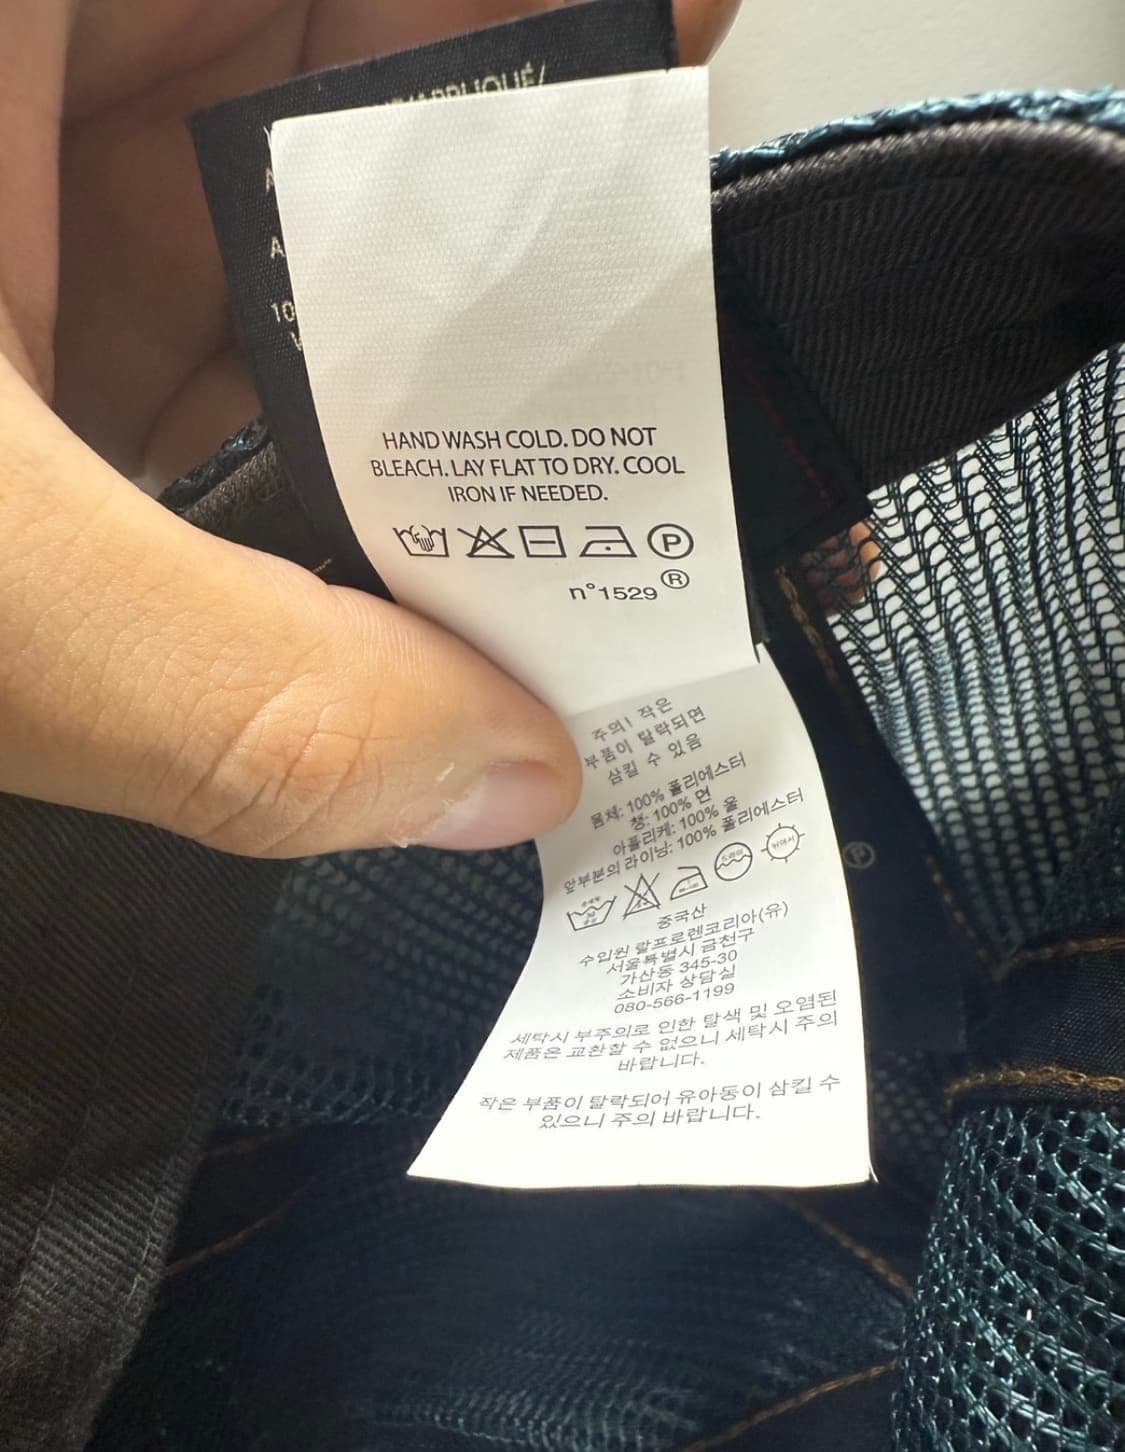 APPLIQUÉ/
A
A
10
HAND WASH COLD. DO NOT
BLEACH. LAY FLAT TO DRY. COOL
IRON IF NEEDED.
P
n°1529 ®
주의! 작은
부품이 탈락되면
삼킬 수 있음
몸체: 100% 폴리에스터
챙: 100% 면
아플리케: 100% 울
앞부분의 라이닝: 100% 폴리에스터
중국산
수입원 랄프로렌코리아(유)
서울특별시 금천구
가산동 345-30
소비자 상담실
080-566-1199
세탁시 부주의로 인한 탈색 및 오염된
제품은 교환할 수 없으니 세탁시 주의
바랍니다.
작은 부품이 탈락되어 유아동이 삼킬 수
있으니 주의 바랍니다.